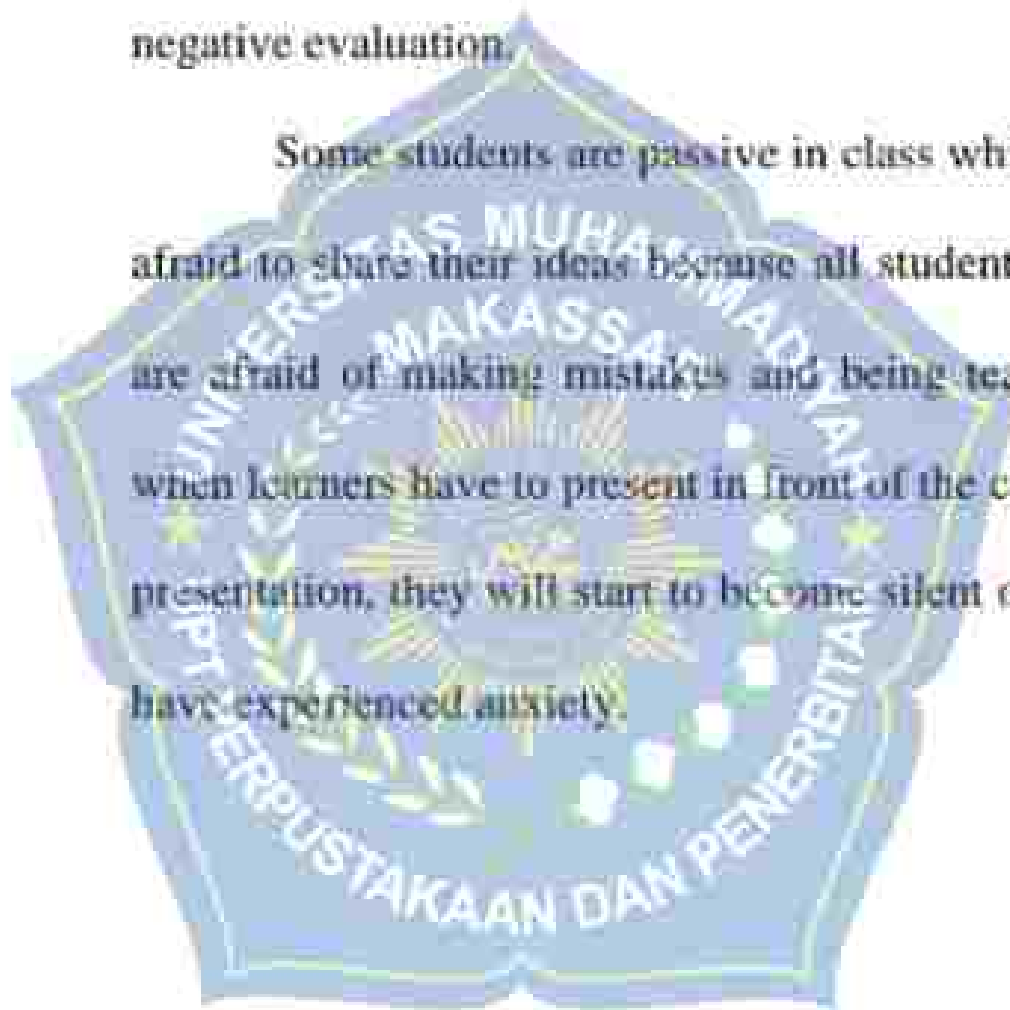 negative evaluation.
Some students are passive in class whi
afraid to share their ideas because all student
are afraid of making mistakes and being tea
when learners have to present in front of the c
presentation, they will start to become silent o
have experienced anxiety.
UNIVERSITAS MUHAMMADIYAH
MAKASSAR
UPT PERPUSTAKAAN DAN PENERBITAN